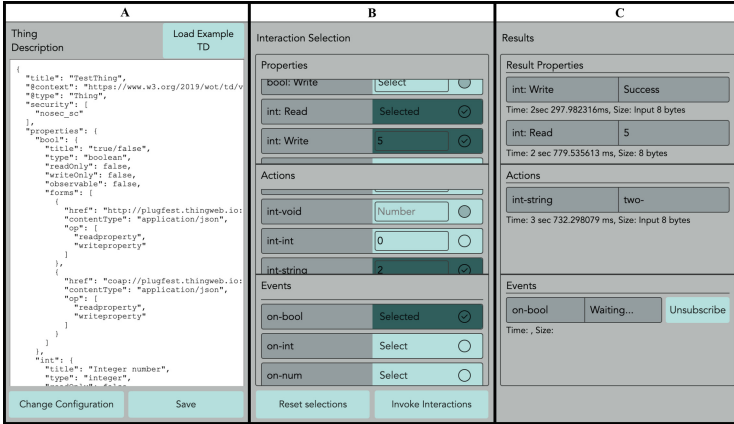 A
Thing
Description
Load Example
TD
{
"title": "TestThing",
"@context": "https://www.w3.org/2019/wot/td/v
"@type": "Thing",
"security": [
"nosec_sc"
],
"properties": {
"bool": {
"title": "true/false",
"type": "boolean",
"readOnly": false,
"writeOnly": false,
"observable": false,
"forms": [
{
"href": "http://plugfest.thingweb.io:
"contentType": "application/json",
"op": [
"readproperty",
"writeproperty"
]
},
{
"href": "coap://plugfest.thingweb.io:
"contentType": "application/json",
"op": [
"readproperty",
"writeproperty"
]
}
]
},
"int": {
"title": "Integer number",
"type": "integer",
"readOnly": false,
Change Configuration
Save
B
Interaction Selection
Properties
bool: Write Select
int: Read Selected
int: Write 5
Actions
int-void Number
int-int 0
int-string 2
Events
on-bool Selected
on-int Select
on-num Select
Reset selections
Invoke Interactions
C
Results
Result Properties
int: Write Success
Time: 2sec 297.982316ms, Size: Input 8 bytes
int: Read 5
Time: 2 sec 779.535613 ms, Size: 8 bytes
Actions
int-string two-
Time: 3 sec 732.298079 ms, Size: Input 8 bytes
Events
on-bool Waiting... Unsubscribe
Time: , Size: